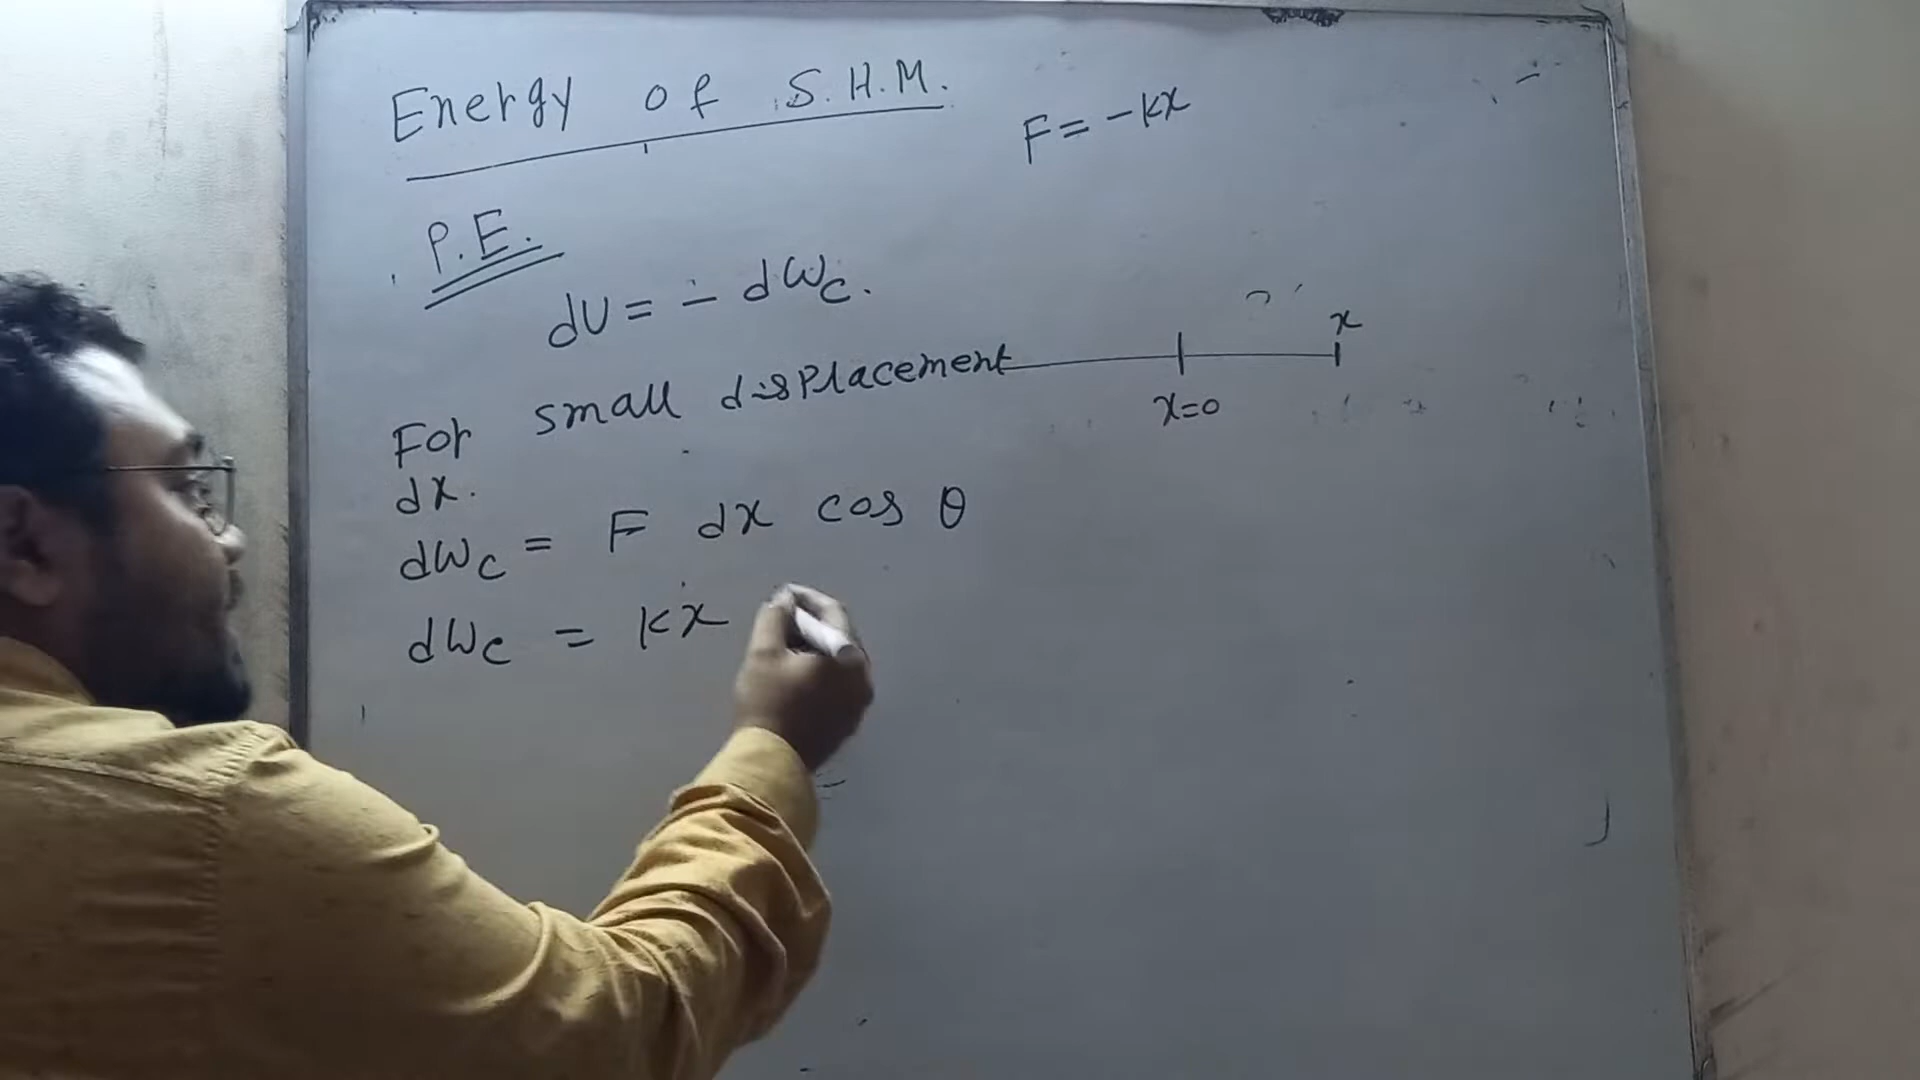 Energy of S.H.M.
F = -kx
P.E.
dU = - dWc.
For small displacement
dx.
x
x=0
dWc = F dx cos θ
dWc = kx